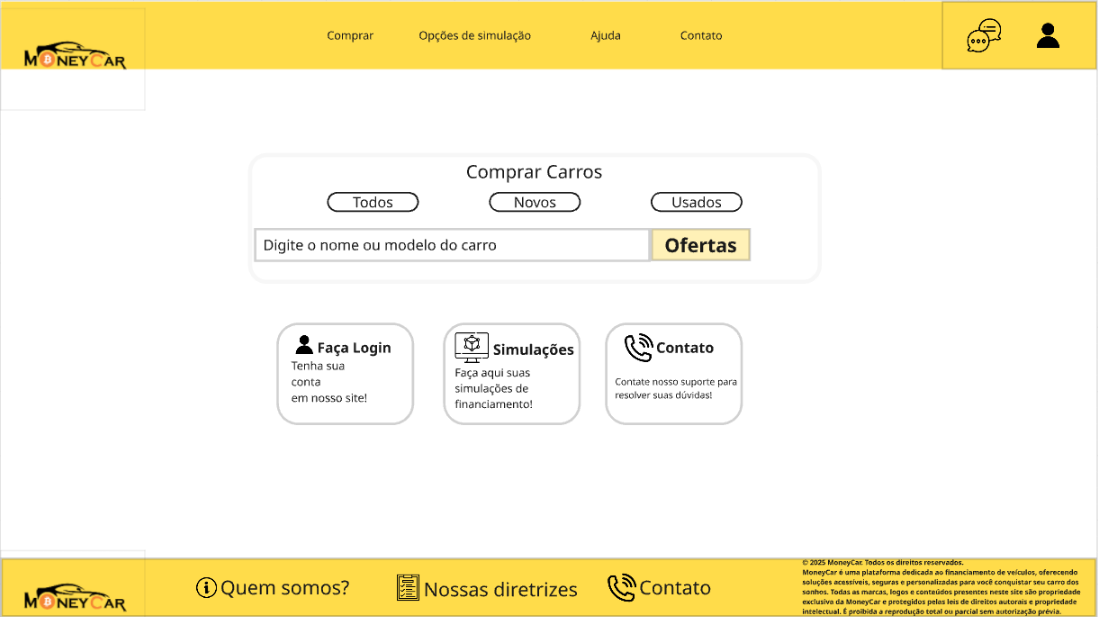 MONEYCAR
Comprar
Opções de simulação
Ajuda
Contato
Comprar Carros
Todos
Novos
Usados
Digite o nome ou modelo do carro
Ofertas
Faça Login
Tenha sua
conta
em nosso site!
Simulações
Faça aqui suas
simulações de
financiamento!
Contato
Contate nosso suporte para
resolver suas dúvidas!
MONEYCAR
Quem somos?
Nossas diretrizes
Contato
© 2025 MoneyCar. Todos os direitos reservados.
MoneyCar é uma plataforma dedicada ao financiamento de veículos, oferecendo
soluções acessíveis, seguras e personalizadas para você conquistar seu carro dos
sonhos. Todas as marcas, logos e conteúdos presentes neste site são propriedade
exclusiva da MoneyCar e protegidos pelas leis de direitos autorais e propriedade
intelectual. É proibida a reprodução total ou parcial sem autorização prévia.